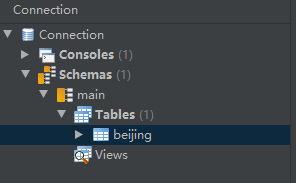 Connection
Connection
Consoles (1)
Schemas (1)
main
Tables (1)
beijing
Views